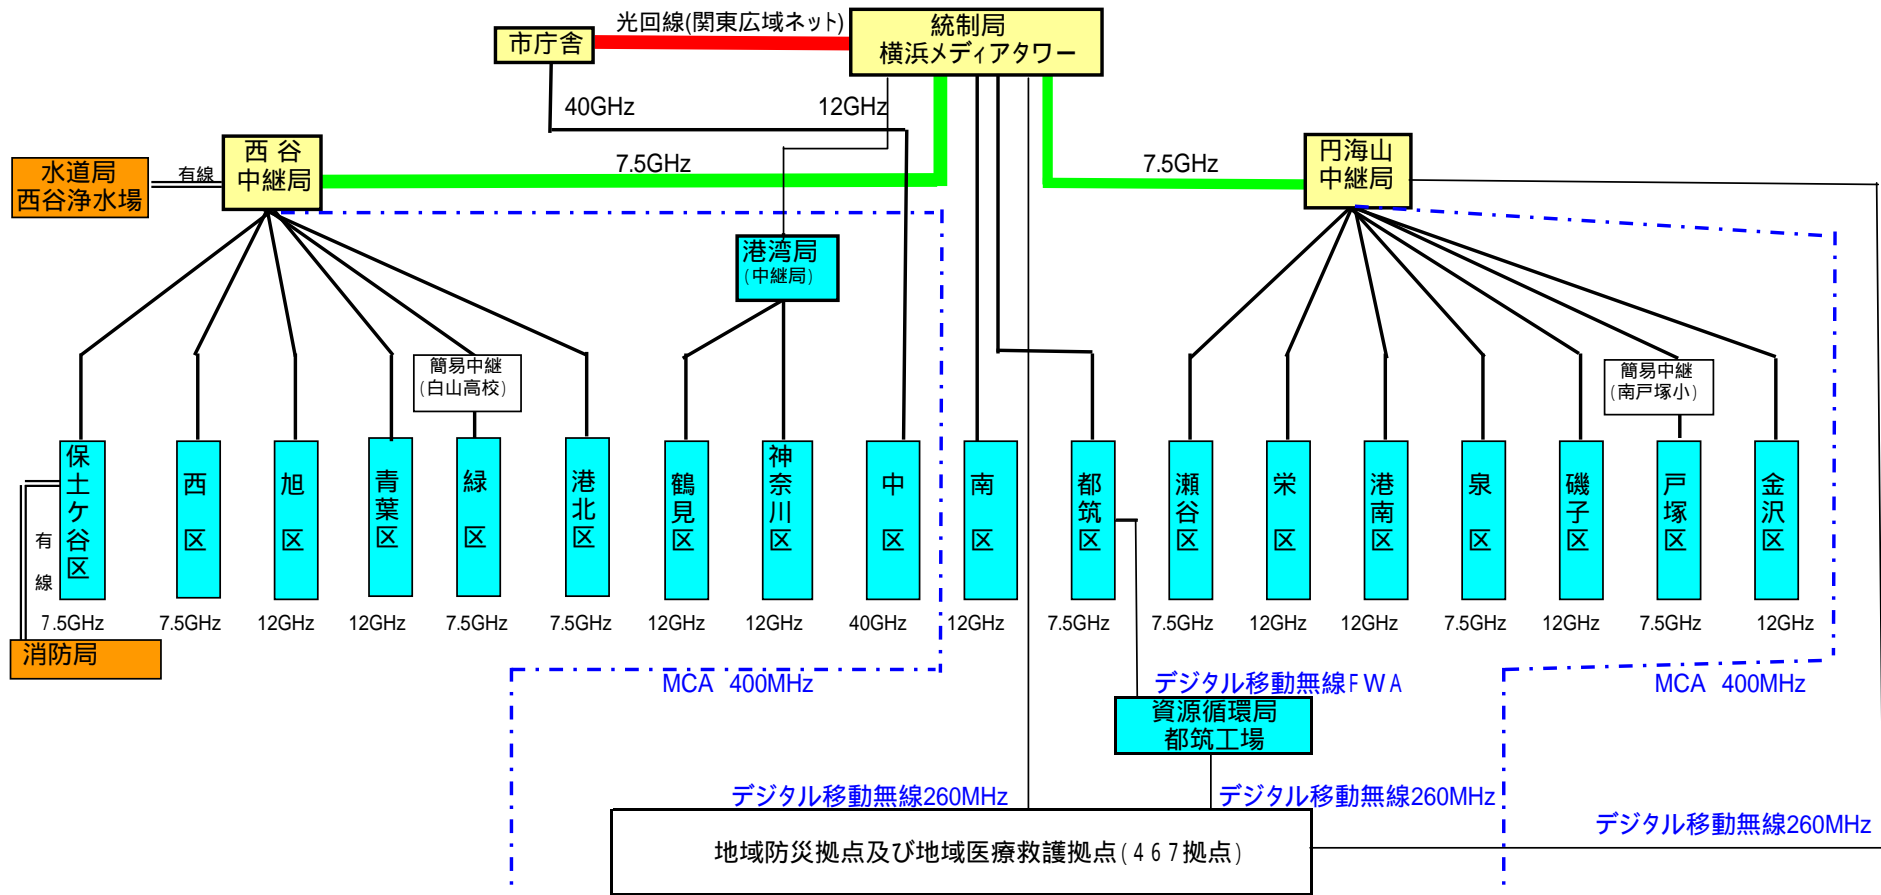 光回線(関東広域ネット)
市庁舎
統制局
横浜メディアタワー
40GHz
12GHz
西谷
中継局
7.5GHz
7.5GHz
円海山
中継局
水道局
西谷浄水場
有線
港湾局
(中継局)
簡易中継
(白山高校)
簡易中継
(南戸塚小)
保土ケ谷区
西区
旭区
青葉区
緑区
港北区
鶴見区
神奈川区
中区
南区
都筑区
瀬谷区
栄区
港南区
泉区
磯子区
戸塚区
金沢区
有線
7.5GHz
7.5GHz
12GHz
12GHz
7.5GHz
7.5GHz
12GHz
12GHz
40GHz
12GHz
7.5GHz
7.5GHz
12GHz
12GHz
7.5GHz
12GHz
7.5GHz
12GHz
消防局
MCA 400MHz
デジタル移動無線FWA
MCA 400MHz
資源循環局
都筑工場
デジタル移動無線260MHz
デジタル移動無線260MHz
デジタル移動無線260MHz
地域防災拠点及び地域医療救護拠点(467拠点)